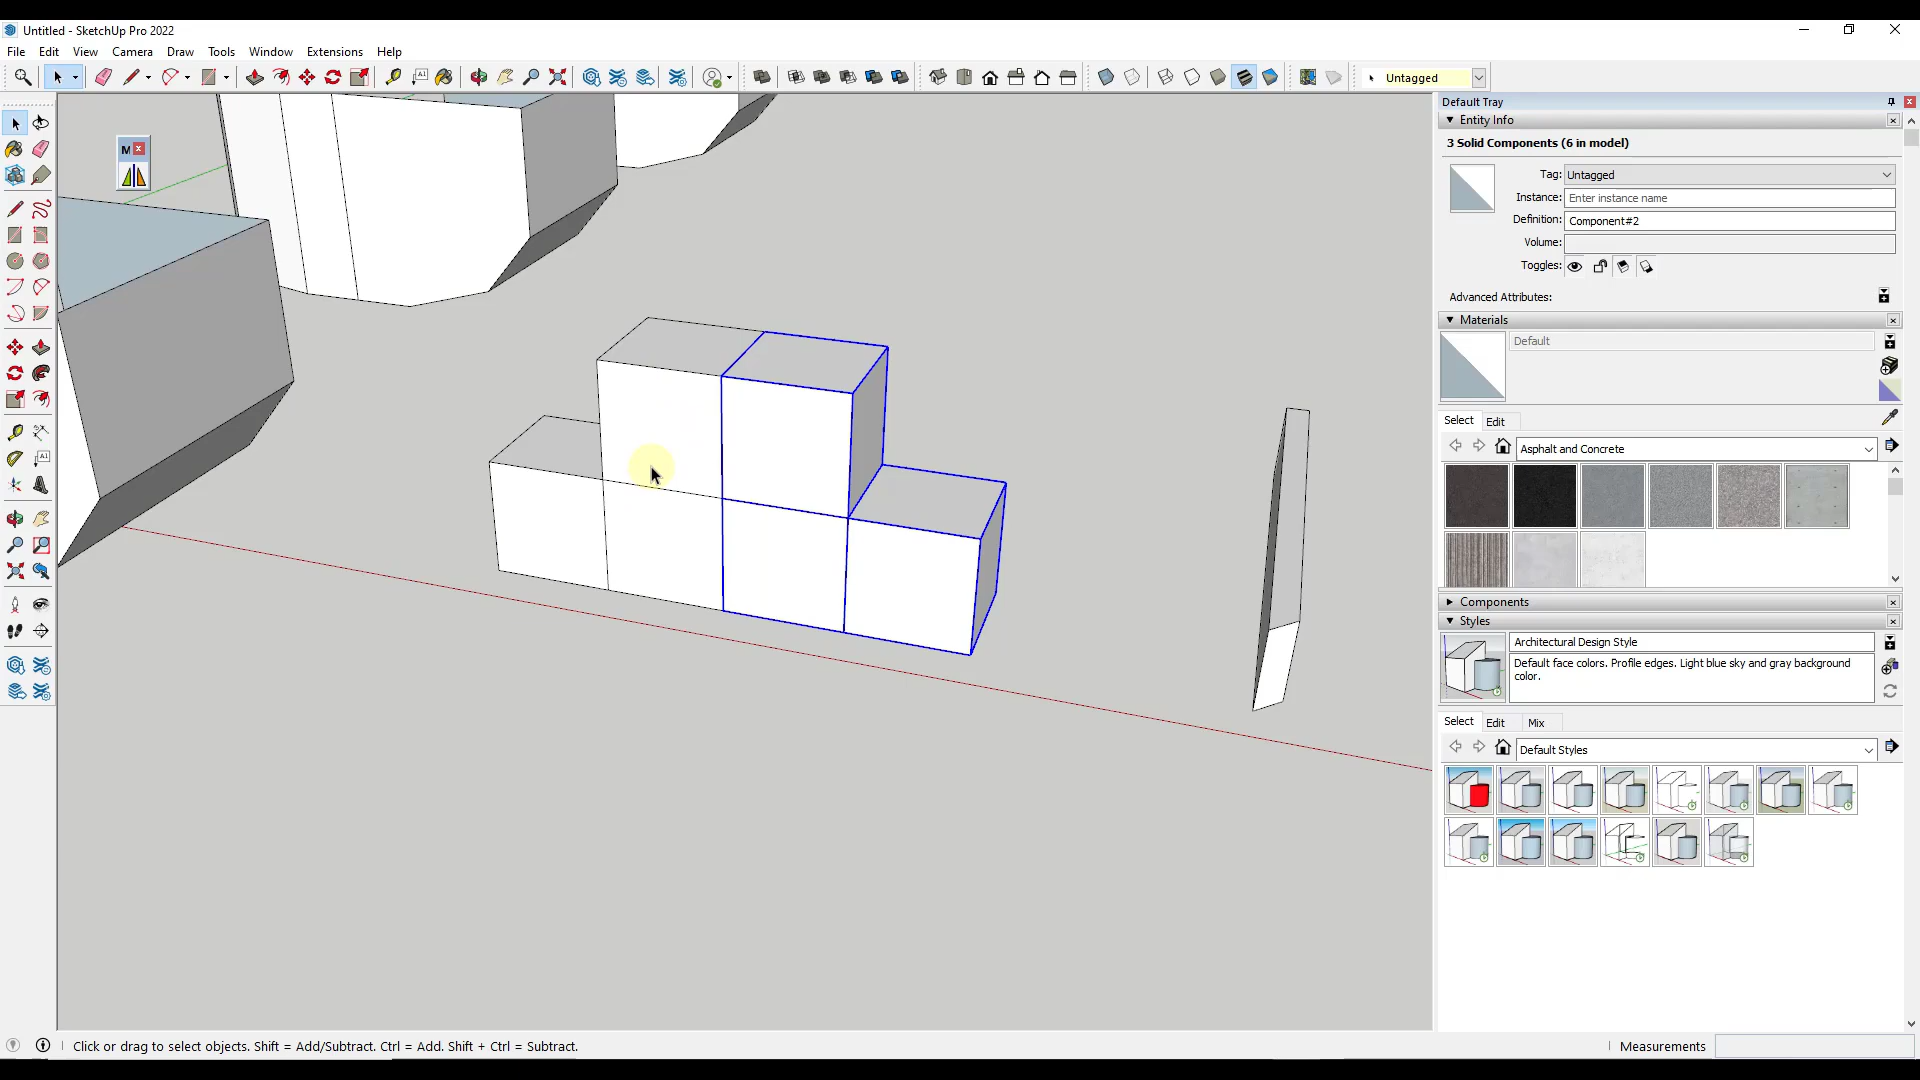 Untitled - SketchUp Pro 2022
File Edit View Camera Draw Tools Window Extensions Help
Untagged
Default Tray
Entity Info
3 Solid Components (6 in model)
Tag: Untagged
Instance: Enter instance name
Definition: Component#2
Volume:
Toggles:
Advanced Attributes:
Materials
Default
Select Edit
Asphalt and Concrete
Components
Styles
Architectural Design Style
Default face colors. Profile edges. Light blue sky and gray background
color.
Select Edit Mix
Default Styles
M
Click or drag to select objects. Shift = Add/Subtract. Ctrl = Add. Shift + Ctrl = Subtract.
Measurements